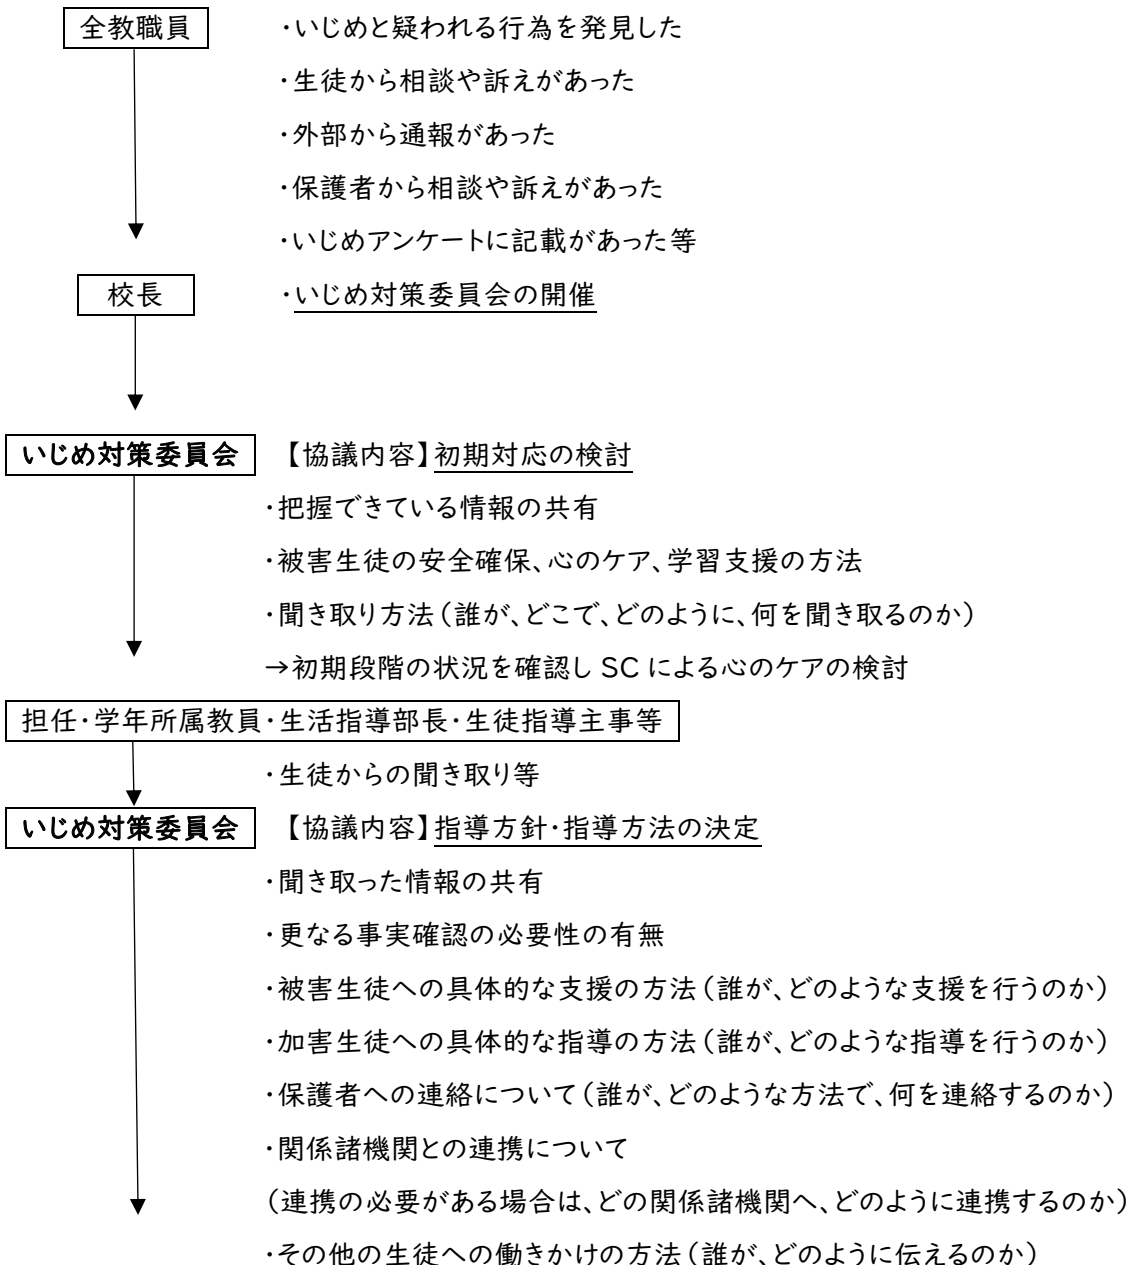 全教職員 ・いじめと疑われる行為を発見した
・生徒から相談や訴えがあった
・外部から通報があった
・保護者から相談や訴えがあった
・いじめアンケートに記載があった等
校長 ・いじめ対策委員会の開催
いじめ対策委員会 【協議内容】初期対応の検討
・把握できている情報の共有
・被害生徒の安全確保、心のケア、学習支援の方法
・聞き取り方法（誰が、どこで、どのように、何を聞き取るのか）
→初期段階の状況を確認し SC による心のケアの検討
担任・学年所属教員・生活指導部長・生徒指導主事等
・生徒からの聞き取り等
いじめ対策委員会 【協議内容】指導方針・指導方法の決定
・聞き取った情報の共有
・更なる事実確認の必要性の有無
・被害生徒への具体的な支援の方法（誰が、どのような支援を行うのか）
・加害生徒への具体的な指導の方法（誰が、どのような指導を行うのか）
・保護者への連絡について（誰が、どのような方法で、何を連絡するのか）
・関係諸機関との連携について
（連携の必要がある場合は、どの関係諸機関へ、どのように連携するのか）
・その他の生徒への働きかけの方法（誰が、どのように伝えるのか）